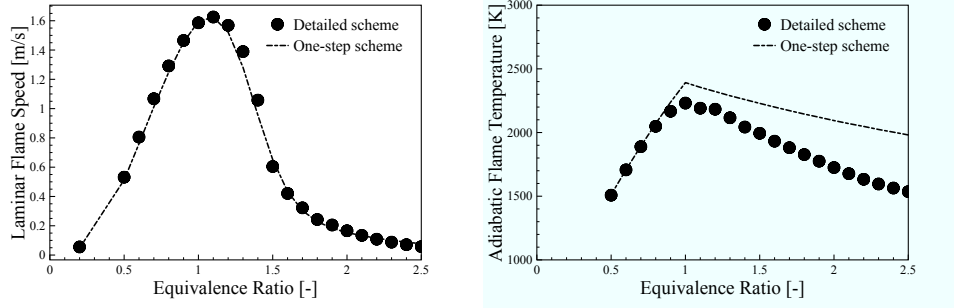 Detailed scheme
One-step scheme
Laminar Flame Speed [m/s]
1.6
1.4
1.2
1
0.8
0.6
0.4
0.2
0
0 0.5 1 1.5 2 2.5
Equivalence Ratio [-]
Detailed scheme
One-step scheme
Adiabatic Flame Temperature [K]
3000
2500
2000
1500
1000
0 0.5 1 1.5 2 2.5
Equivalence Ratio [-]